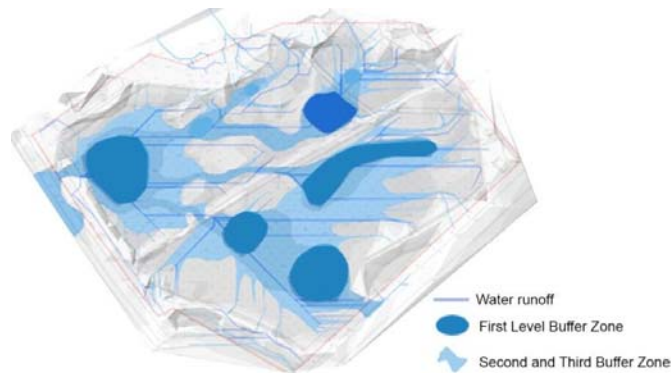 Water runoff
First Level Buffer Zone
Second and Third Buffer Zone